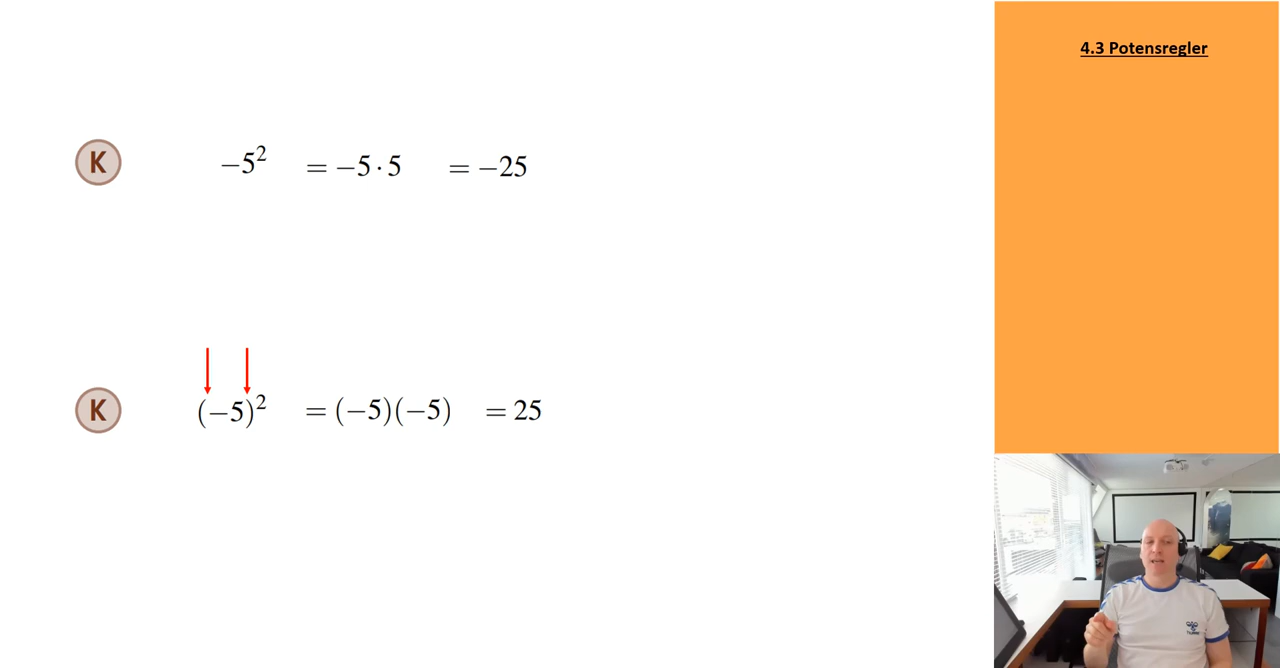 4.3 Potensregler
K −5² = −5 · 5 = −25
K (−5)² = (−5)(−5) = 25